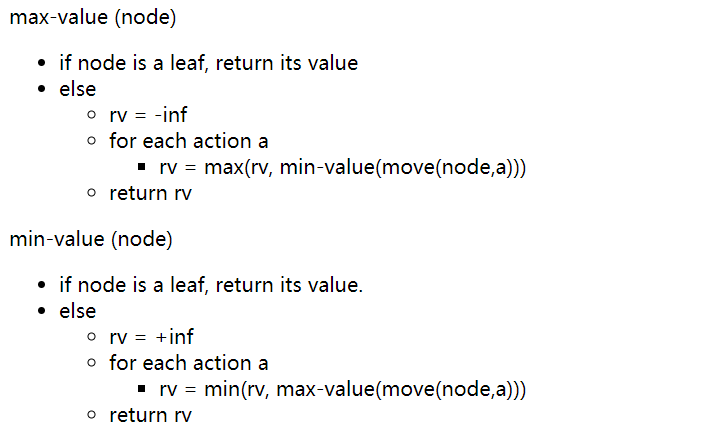 max-value (node)
if node is a leaf, return its value
else
rv = -inf
for each action a
rv = max(rv, min-value(move(node,a)))
return rv
min-value (node)
if node is a leaf, return its value.
else
rv = +inf
for each action a
rv = min(rv, max-value(move(node,a)))
return rv